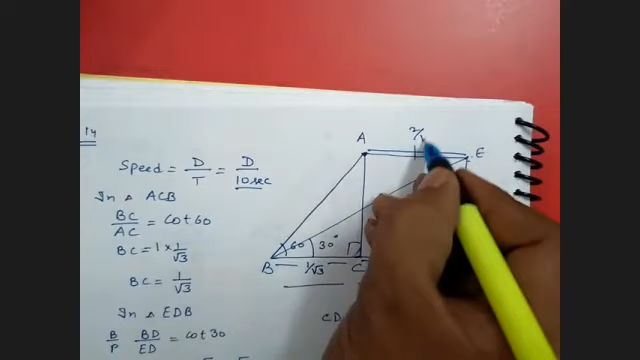 14
Speed = D/T = D/10sec
In Δ ACB
BC/AC = cot 60
BC = 1 x 1/√3
BC = 1/√3
In Δ EDB
B/P BD/ED = cot 30
A
E
60
30°
B
1/√3
C
CD